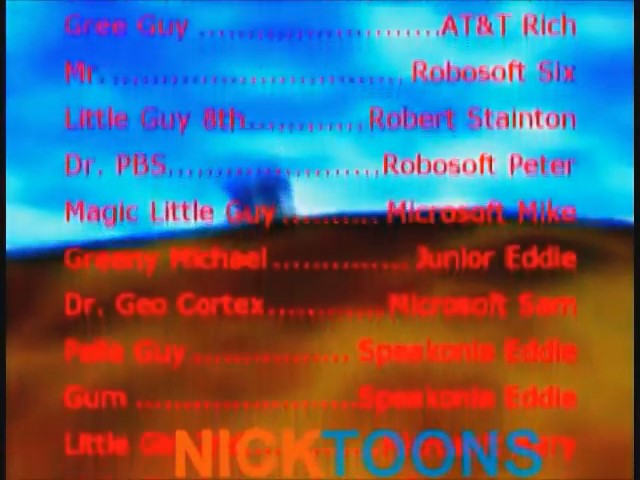 Gree Guy ..........................AT&T Rich
Mr. ................................ Robosoft Six
Little Guy 8th.............Robert Stainton
Dr. PBS.......................Robosoft Peter
Magic Little Guy .......... Microsoft Mike
Greeny Michael.............. Junior Eddie
Dr. Geo Cortex............Microsoft Sam
Guy ................. Speakonia Eddie
Gum ........................Speakonia Eddie
Little
NICKTOONS